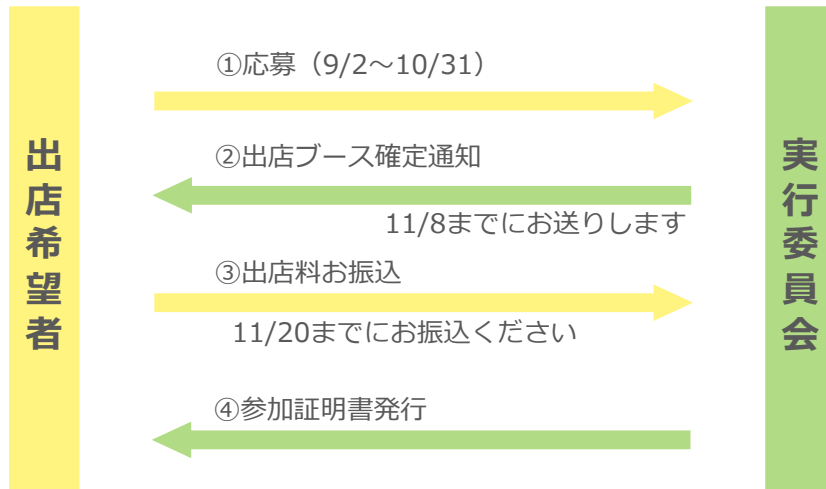 出店希望者
①応募（9/2～10/31）
②出店ブース確定通知
11/8までにお送りします
③出店料お振込
11/20までにお振込ください
④参加証明書発行
実行委員会